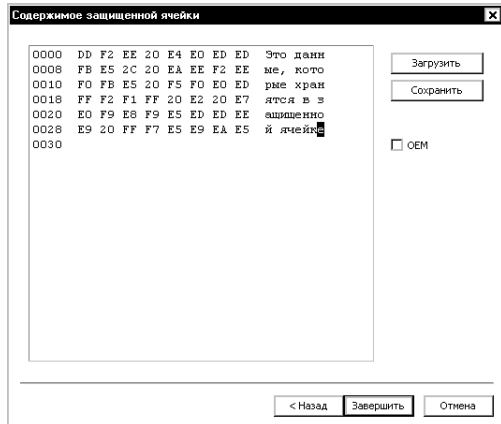 Содержимое защищенной ячейки
0000 DD F2 EE 20 E4 E0 ED ED Это данн
0008 FB E5 2C 20 EA EE F2 EE ые, кото
0010 F0 FB E5 20 F5 F0 E0 ED рые хран
0018 FF F2 F1 FF 20 E2 20 E7 ятся в з
0020 E0 F9 E8 F9 E5 ED ED EE ащищенно
0028 E9 20 FF F7 E5 E9 EA E5 й ячейке
0030
Загрузить
Сохранить
OEM
< Назад
Завершить
Отмена